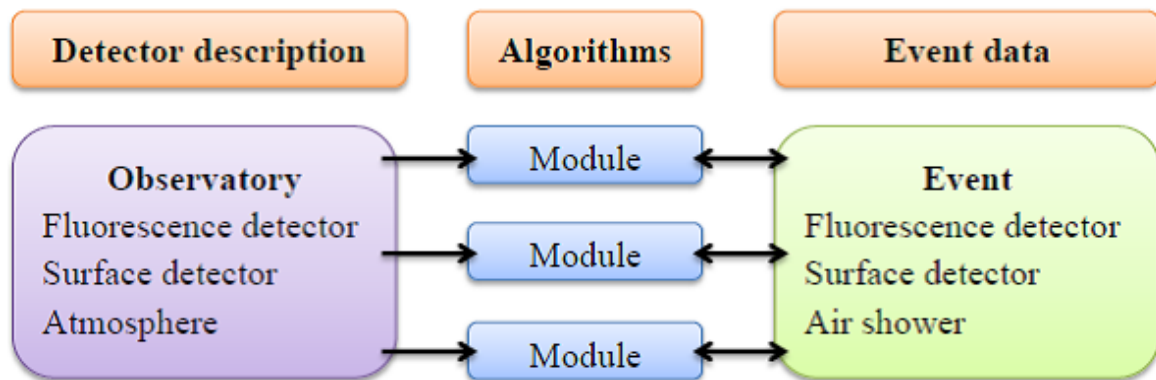 Detector description
Algorithms
Event data
Observatory
Fluorescence detector
Surface detector
Atmosphere
Module
Module
Module
Event
Fluorescence detector
Surface detector
Air shower